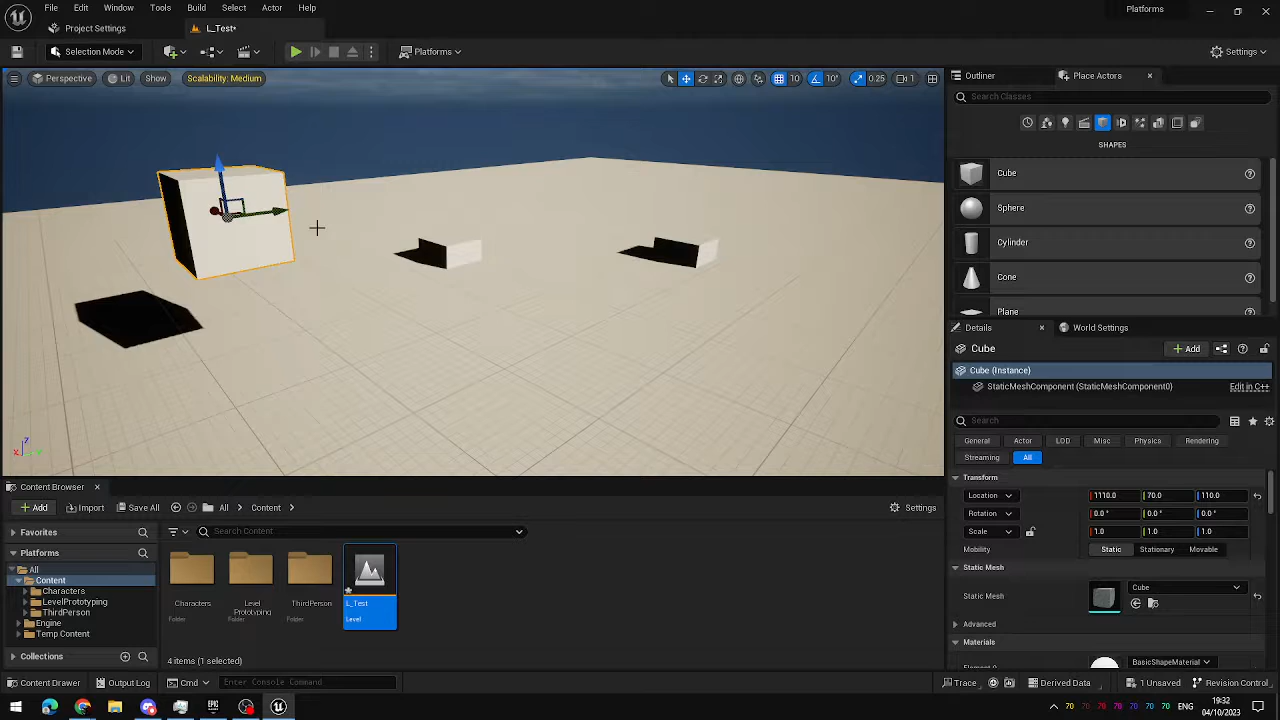 File Edit Window Tools Build Select Actor Help
Platforms
Project Settings
L_Test*
Selection Mode
Platforms
Settings
Perspective Lit Show Scalability: Medium
10 10° 0.25 1
Outliner Place Actors
Search Classes
SHAPES
Cube
Sphere
Cylinder
Cone
Plane
Details World Settings
Cube
Add
Cube (Instance)
StaticMeshComponent (StaticMeshComponent0) Edit in C++
Search
General Actor LOD Misc Physics Rendering
Streaming All
Transform
Location 1110.0 70.0 110.0
Rotation 0.0° 0.0° 0.0°
Scale 1.0 1.0 1.0
Mobility Static Stationary Movable
Static Mesh
Static Mesh Cube
Advanced
Materials
BasicShapeMaterial
Z
X Y
Content Browser
Add Import Save All All Content Settings
Favorites
Platforms
All
Content
Characters
LevelPrototyping
ThirdPerson
Engine
Temp Content
Collections
Search Content
Characters
Folder
Level
Prototyping
Folder
ThirdPerson
Folder
L_Test
Level
4 items (1 selected)
Content Drawer Output Log Cmd Enter Console Command
Trace Derived Data 1 Unsaved Revision Control
70 70 70 70 70 70 ENG
19:32
04/10/2023